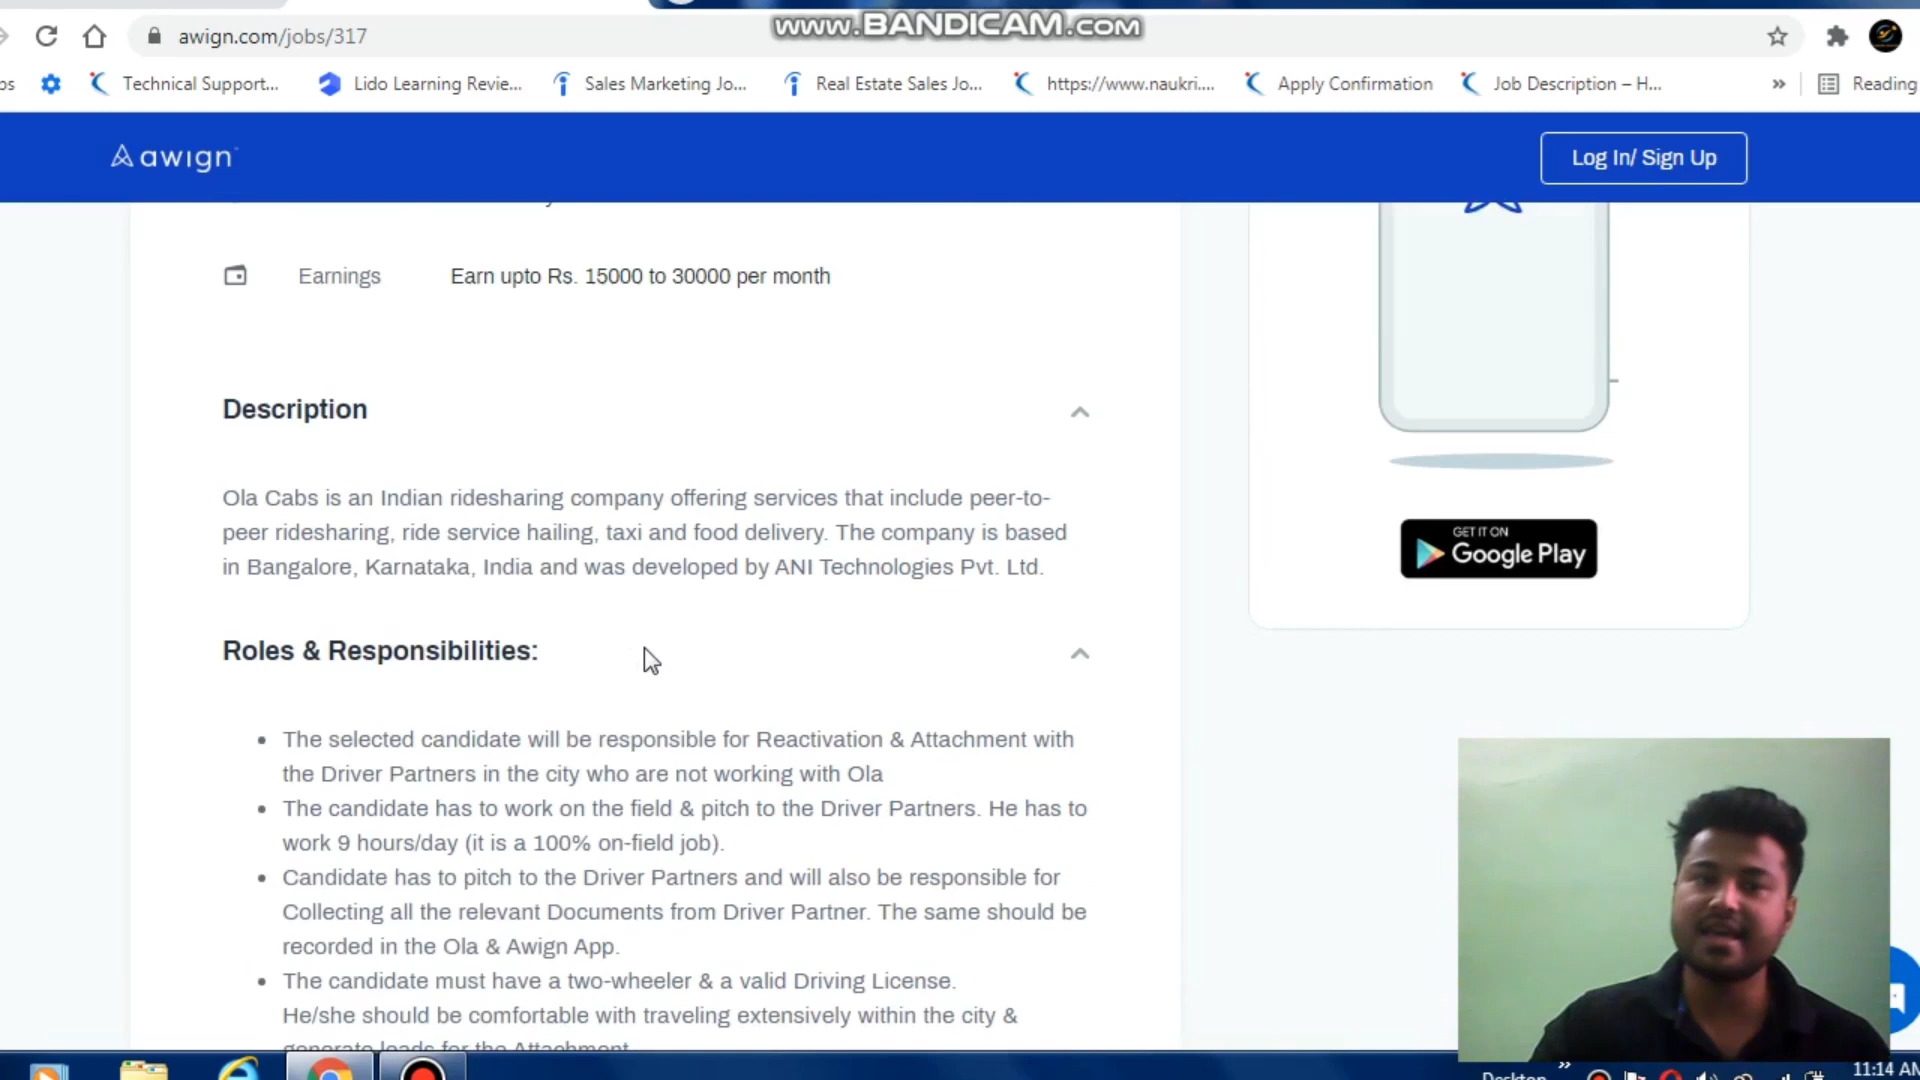 www.BANDICAM.com
awign.com/jobs/317
Technical Support...
Lido Learning Revie...
Sales Marketing Jo...
Real Estate Sales Jo...
https://www.naukri....
Apply Confirmation
Job Description – H...
»
Reading
awign
Log In/ Sign Up
Earnings
Earn upto Rs. 15000 to 30000 per month
Description
Ola Cabs is an Indian ridesharing company offering services that include peer-to-
peer ridesharing, ride service hailing, taxi and food delivery. The company is based
in Bangalore, Karnataka, India and was developed by ANI Technologies Pvt. Ltd.
GET IT ON
Google Play
Roles & Responsibilities:
• The selected candidate will be responsible for Reactivation & Attachment with
the Driver Partners in the city who are not working with Ola
• The candidate has to work on the field & pitch to the Driver Partners. He has to
work 9 hours/day (it is a 100% on-field job).
• Candidate has to pitch to the Driver Partners and will also be responsible for
Collecting all the relevant Documents from Driver Partner. The same should be
recorded in the Ola & Awign App.
• The candidate must have a two-wheeler & a valid Driving License.
He/she should be comfortable with traveling extensively within the city &
generate leads for the Attachment
Desktop
»
11:14 AM